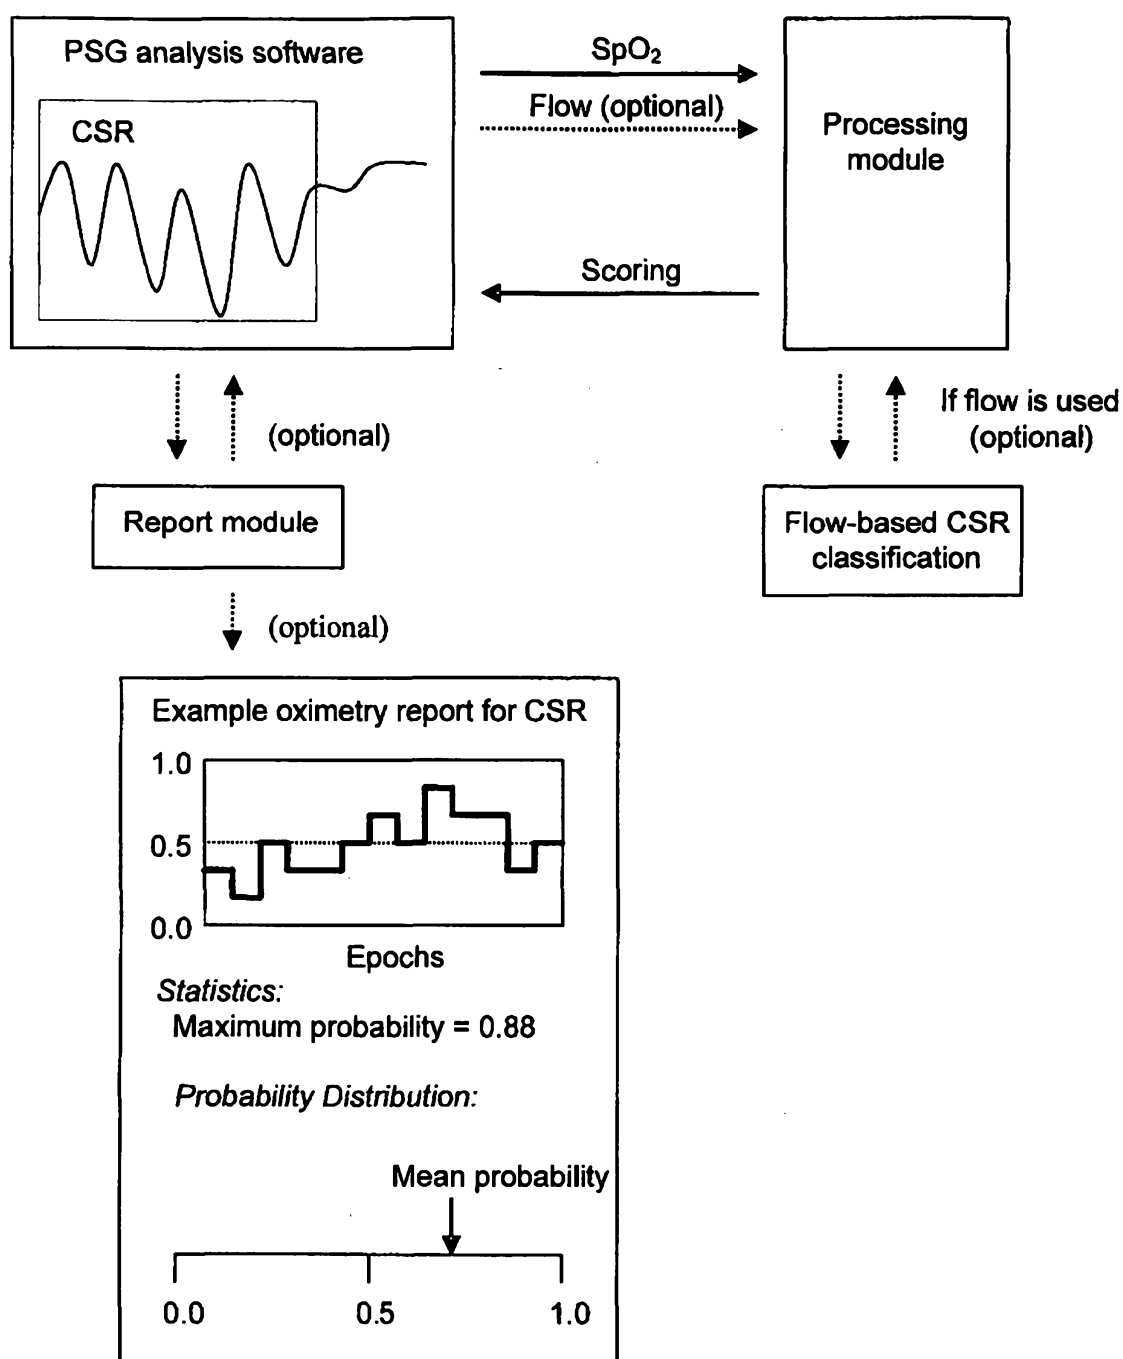 PSG analysis software
CSR
SpO₂
Flow (optional)
Processing
module
Scoring
(optional)
If flow is used
(optional)
Report module
Flow-based CSR
classification
(optional)
Example oximetry report for CSR
1.0
0.5
0.0
Epochs
Statistics:
Maximum probability = 0.88
Probability Distribution:
Mean probability
0.0 0.5 1.0